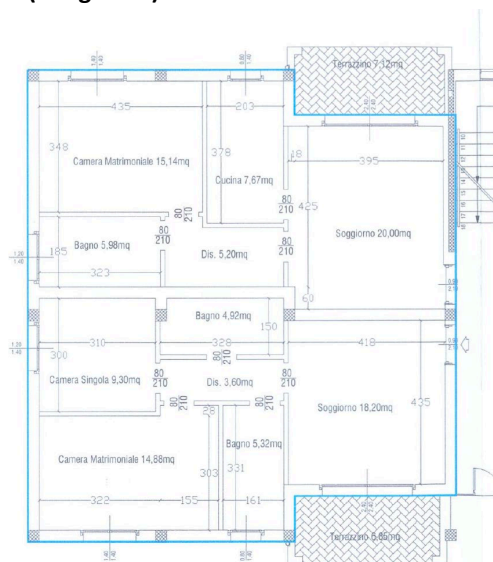 Terrazzino 7,12mq
435
203
348
Camera Matrimoniale 15,14mq
378
Cucina 7,67mq
18
395
80
210
425
Soggiorno 20,00mq
80
210
80
210
80
210
Bagno 5,98mq
185
Dis. 5,20mq
323
60
Bagno 4,92mq
150
310
328
418
300
Camera Singola 9,30mq
80
210
80
210
Dis. 3,60mq
80
210
80
210
28
Soggiorno 18,20mq
435
Bagno 5,32mq
Camera Matrimoniale 14,88mq
303
331
322
155
161
Terrazzino 6,65mq